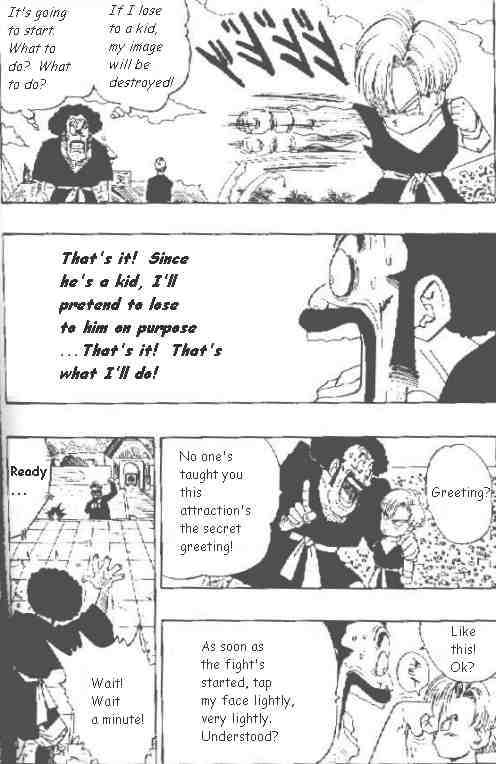 It's going
to start.
What to
do? What
to do?
If I lose
to a kid,
my image
will be
destroyed!
That's it! Since
he's a kid, I'll
pretend to lose
to him on purpose
...That's it! That's
what I'll do!
Ready
...
Wait!
Wait
a minute!
No one's
taught you
this
attraction's
the secret
greeting!
Greeting?
As soon as
the fight's
started, tap
my face lightly,
very lightly.
Understood?
Like
this!
Ok?